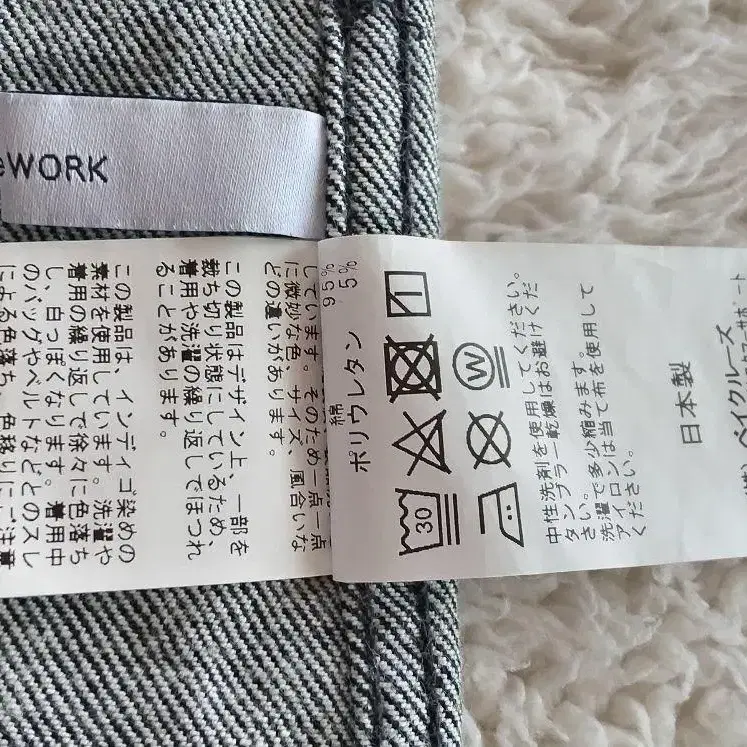 eWORK
しています。そのため一点一点
に微妙な色、サイズ、風合いな
どの違いがあります。
この製品はデザイン上、一部を
裁ち切り状態にしているため、
着用や洗濯の繰り返しでほつれ
ることがあります。
この製品は、インディゴ染めの
素材を使用しています。洗濯や
着用の繰り返しで徐々に色落ち
し、白っぽくなります。着用中
のバッグやベルトなどとのスレ
による色落ち、色移りにご注意
綿 95%
ポリウレタン 5%
30
W
中性洗剤を使用してください。
タンブラー乾燥はお避けくだ
さい。
洗濯で多少縮みます。
アイロンは当て布を使用して
ください。
日本製
ベイクルーズ